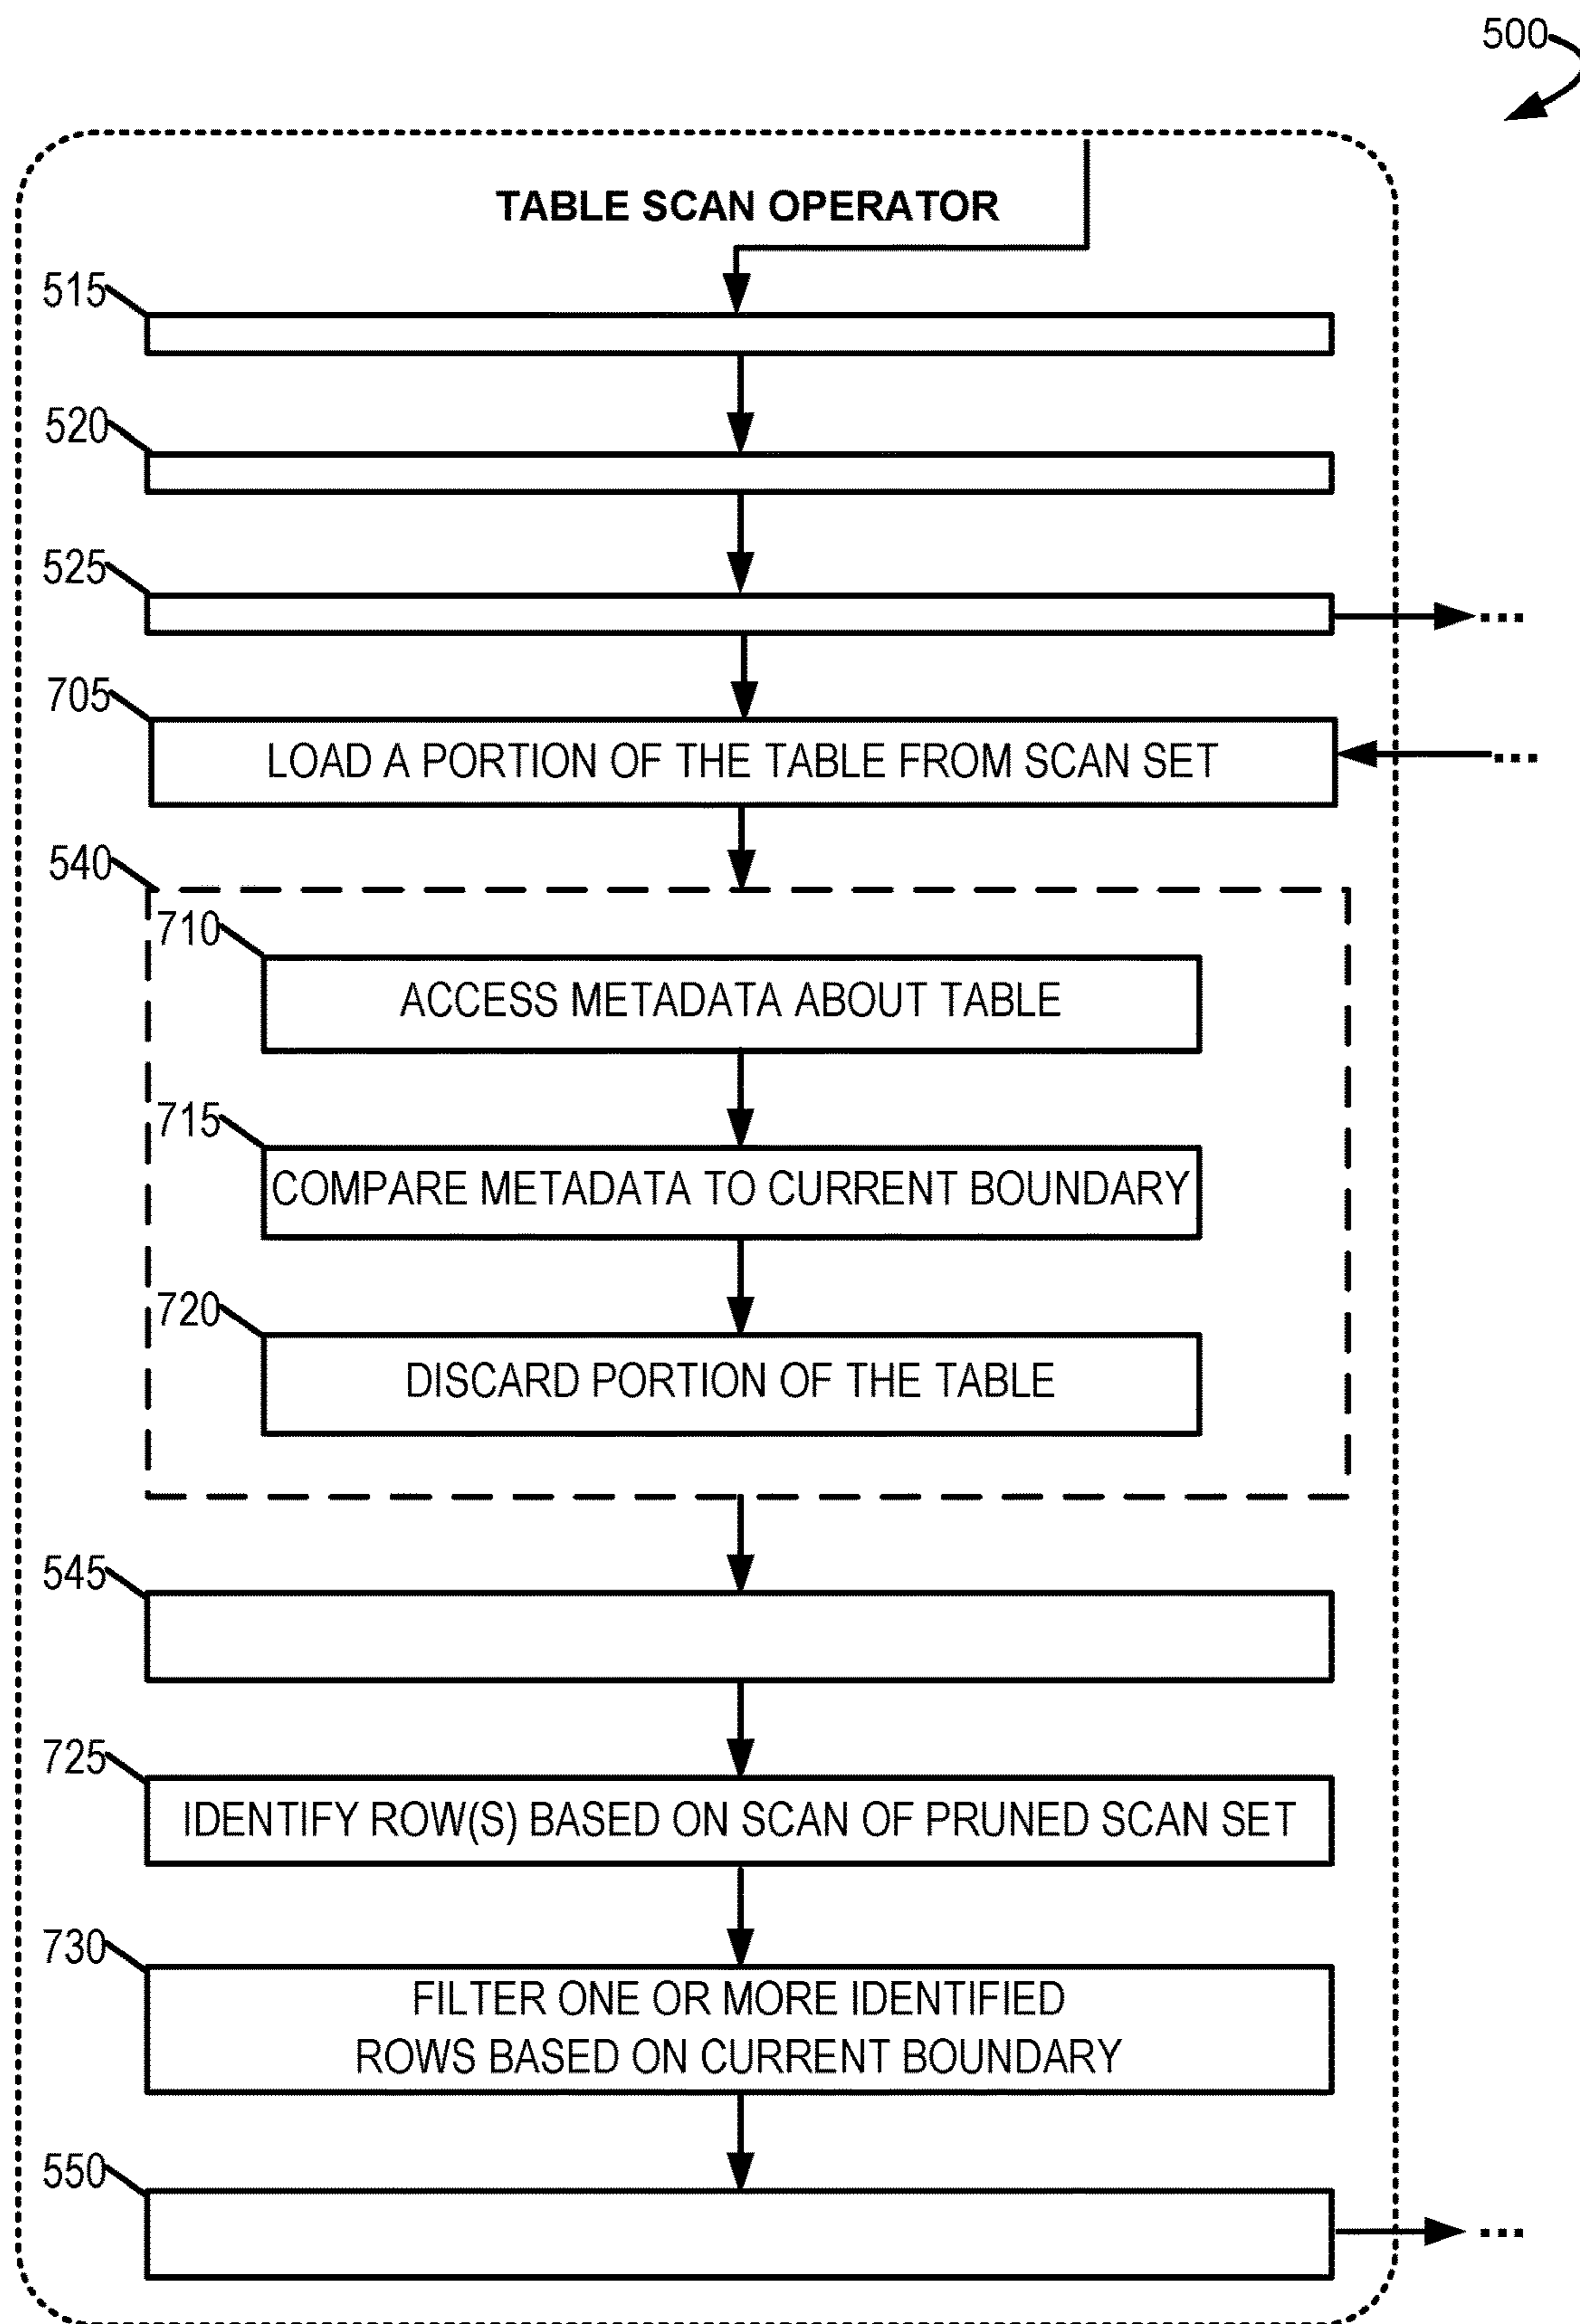 500
TABLE SCAN OPERATOR
515
520
525
...
705
LOAD A PORTION OF THE TABLE FROM SCAN SET
...
540
710
ACCESS METADATA ABOUT TABLE
715
COMPARE METADATA TO CURRENT BOUNDARY
720
DISCARD PORTION OF THE TABLE
545
725
IDENTIFY ROW(S) BASED ON SCAN OF PRUNED SCAN SET
730
FILTER ONE OR MORE IDENTIFIED
ROWS BASED ON CURRENT BOUNDARY
550
...